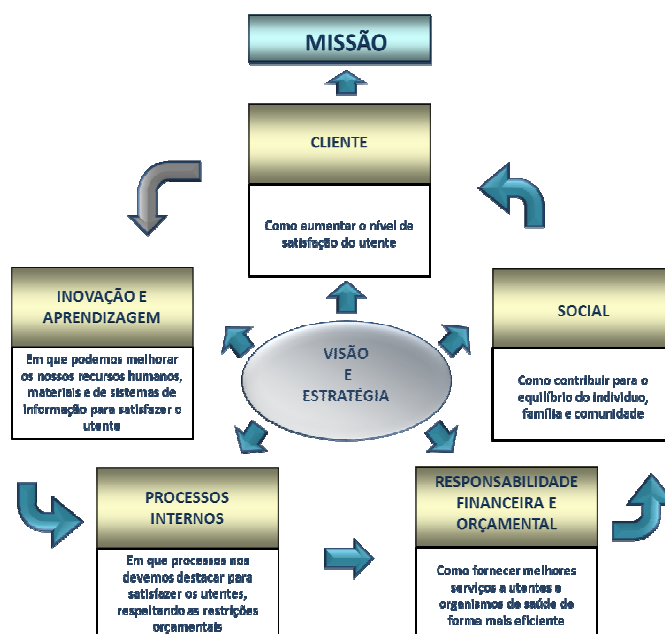 MISSÃO
CLIENTE
Como aumentar o nível de
satisfação do utente
INOVAÇÃO E
APRENDIZAGEM
Em que podemos melhorar
os nossos recursos humanos,
materiais e de sistemas de
informação para satisfazer o
utente
VISÃO
E
ESTRATÉGIA
SOCIAL
Como contribuir para o
equilíbrio do individuo,
família e comunidade
PROCESSOS
INTERNOS
Em que processos nos
devemos destacar para
satisfazer os utentes,
respeitando as restrições
orçamentais
RESPONSABILIDADE
FINANCEIRA E
ORÇAMENTAL
Como fornecer melhores
serviços a utentes e
organismos de saúde de
forma mais eficiente